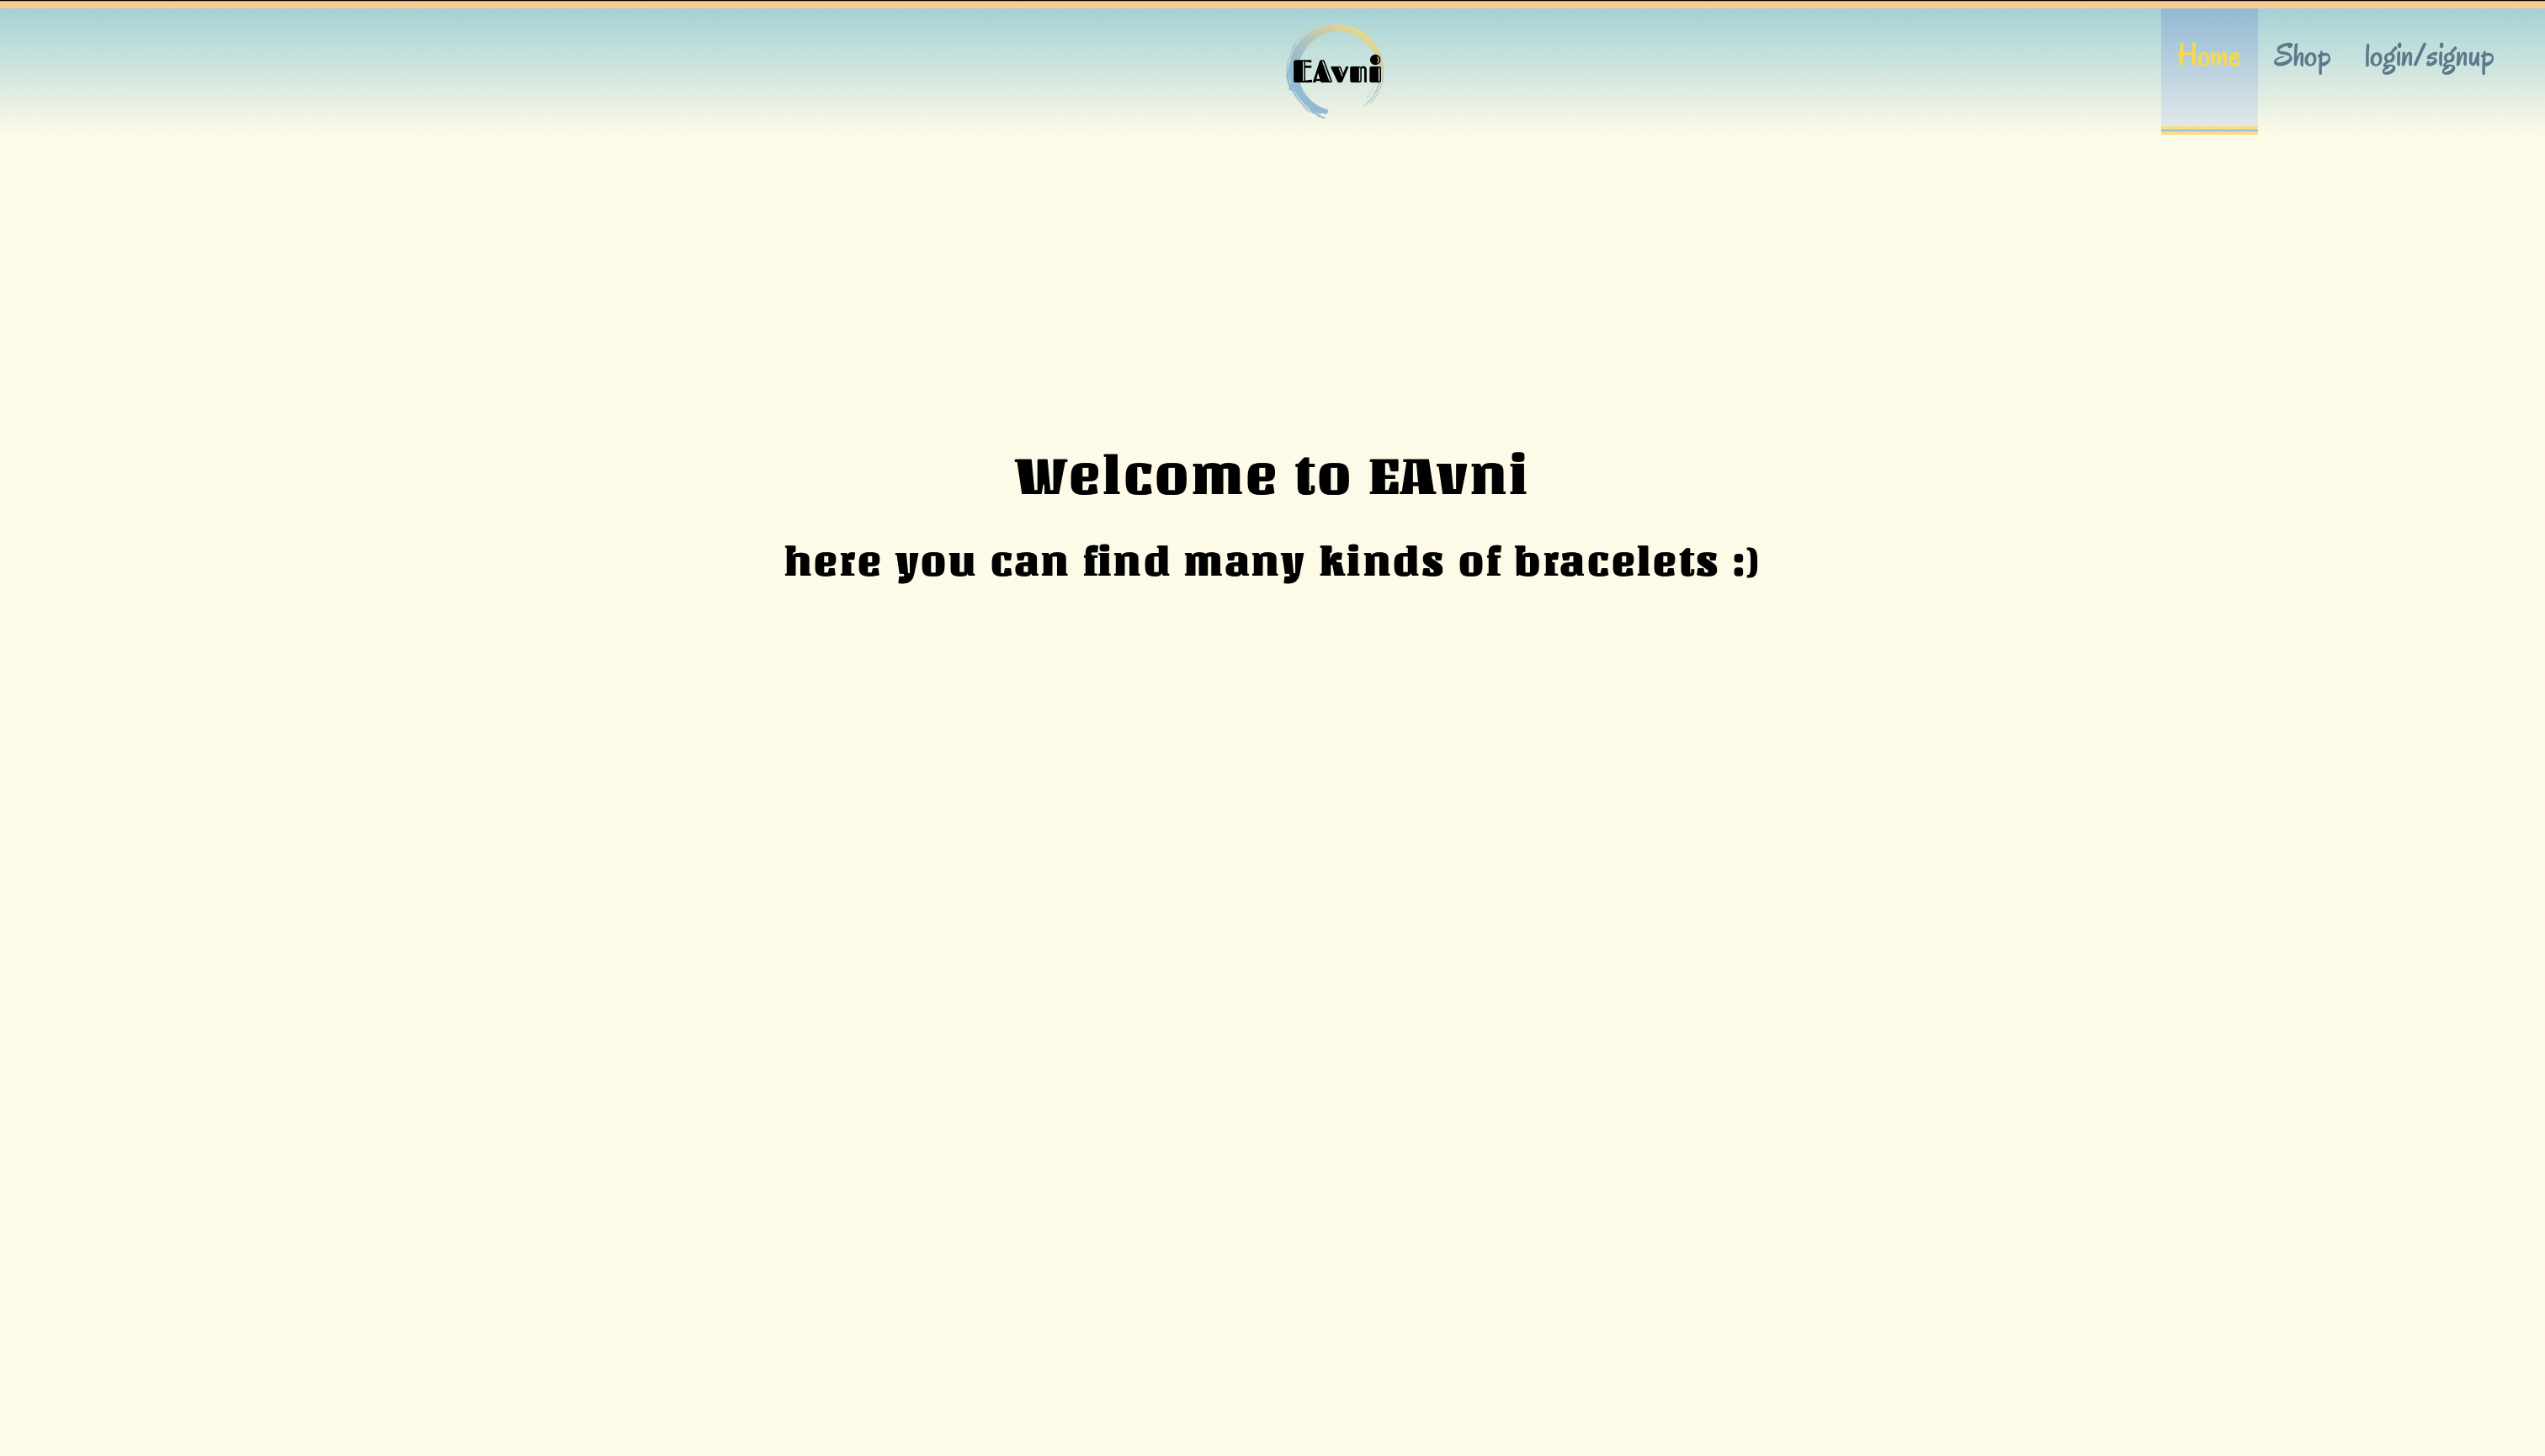 EAvni
Home Shop login/signup
Welcome to EAvni
here you can find many kinds of bracelets :)